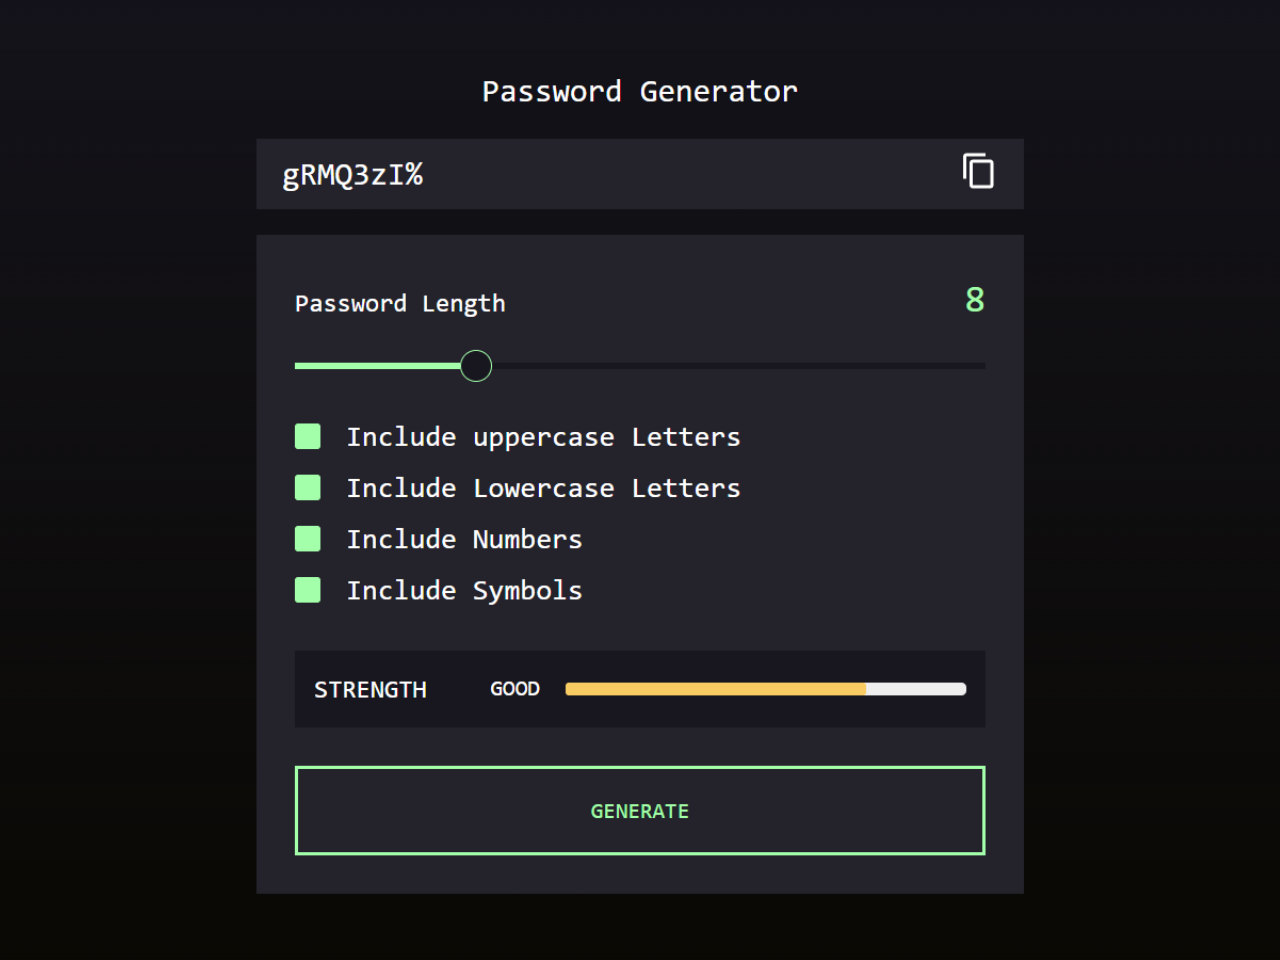 Password Generator
gRMQ3zI%
Password Length
8
Include uppercase Letters
Include Lowercase Letters
Include Numbers
Include Symbols
STRENGTH GOOD
GENERATE